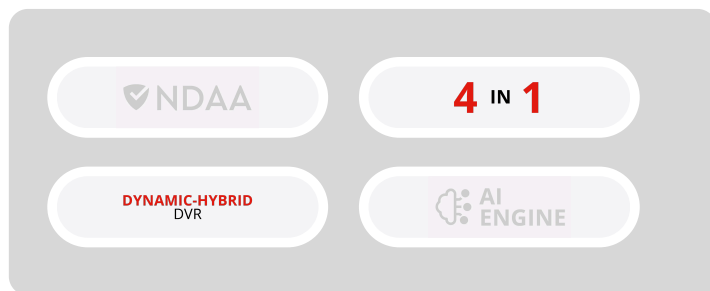 NDAA
4 IN 1
DYNAMIC-HYBRID
DVR
AI
ENGINE